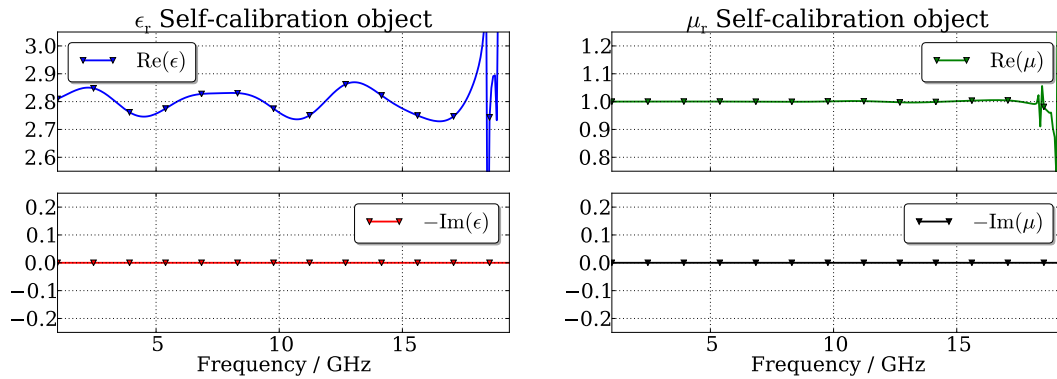 ϵ_r Self-calibration object
3.0
2.9
2.8
2.7
2.6
Re(ϵ)
0.2
0.1
0.0
−0.1
−0.2
−Im(ϵ)
5 10 15
Frequency / GHz
μ_r Self-calibration object
1.2
1.1
1.0
0.9
0.8
Re(μ)
0.2
0.1
0.0
−0.1
−0.2
−Im(μ)
5 10 15
Frequency / GHz